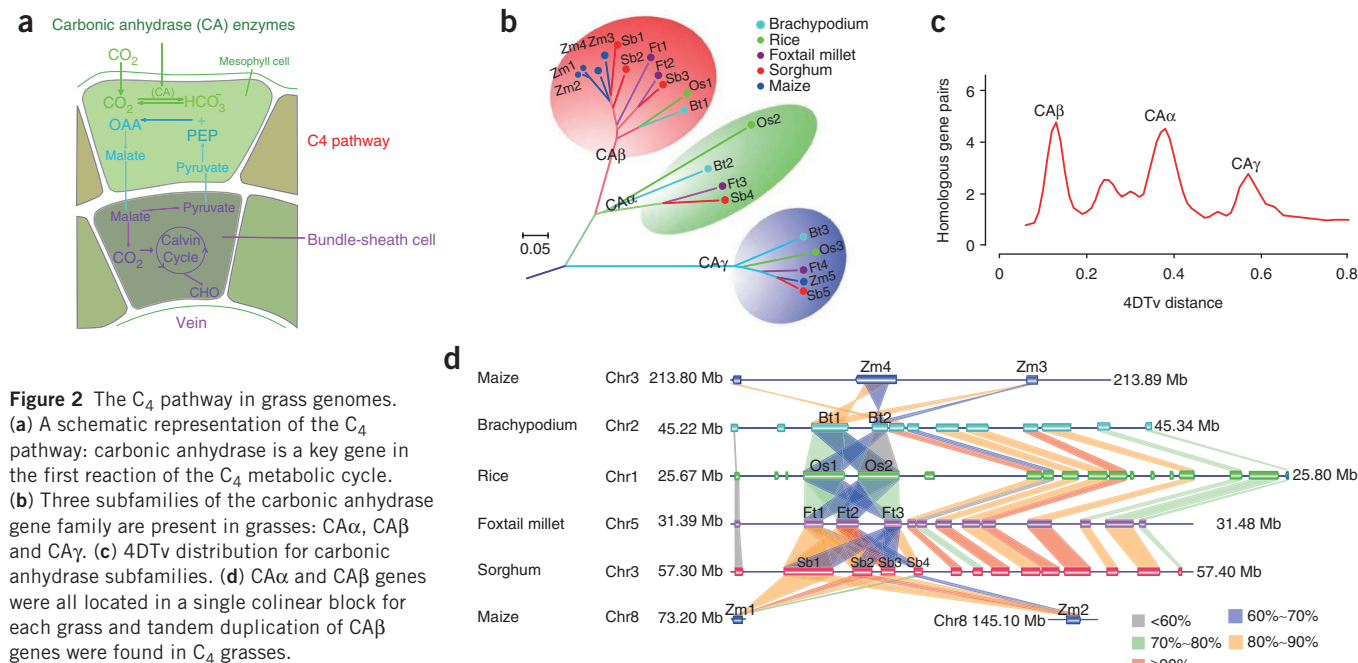 a
Carbonic anhydrase (CA) enzymes
CO2
Mesophyll cell
(CA)
CO2 HCO3−
OAA +
PEP
C4 pathway
Malate Pyruvate
Malate Pyruvate
Bundle-sheath cell
CO2 Calvin
Cycle
CHO
Vein
b
Brachypodium
Rice
Foxtail millet
Sorghum
Maize
Zm4 Zm3 Sb1
Zm1 Sb2 Ft1
Zm2 Ft2
Sb3
Os1
Bt1
CAβ
Os2
Bt2
CAα Ft3
Sb4
0.05
CAγ
Bt3
Os3
Ft4
Zm5
Sb5
c
Homologous gene pairs
6
4
2
0
CAβ CAα CAγ
0 0.2 0.4 0.6 0.8
4DTv distance
Figure 2 The C4 pathway in grass genomes.
(a) A schematic representation of the C4
pathway: carbonic anhydrase is a key gene in
the first reaction of the C4 metabolic cycle.
(b) Three subfamilies of the carbonic anhydrase
gene family are present in grasses: CAα, CAβ
and CAγ. (c) 4DTv distribution for carbonic
anhydrase subfamilies. (d) CAα and CAβ genes
were all located in a single colinear block for
each grass and tandem duplication of CAβ
genes were found in C4 grasses.
d
Zm4 Zm3
Maize Chr3 213.80 Mb 213.89 Mb
Bt1 Bt2
Brachypodium Chr2 45.22 Mb 45.34 Mb
Os1 Os2
Rice Chr1 25.67 Mb 25.80 Mb
Ft1 Ft2 Ft3
Foxtail millet Chr5 31.39 Mb 31.48 Mb
Sb1 Sb2 Sb3 Sb4
Sorghum Chr3 57.30 Mb 57.40 Mb
Zm1 Zm2
Maize Chr8 73.20 Mb Chr8 145.10 Mb
<60% 60%~70%
70%~80% 80%~90%